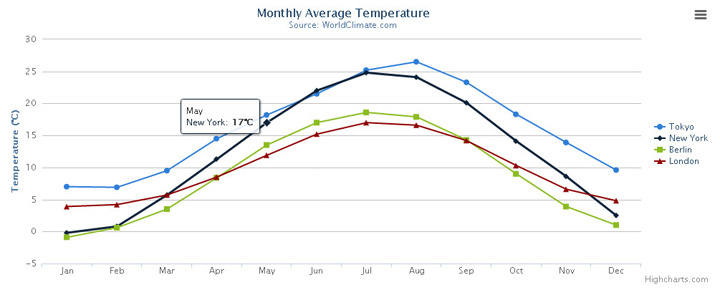 Monthly Average Temperature
Source: WorldClimate.com
Temperature (°C)
30
25
20
15
10
5
0
−5
May
New York: 17°C
Jan Feb Mar Apr May Jun Jul Aug Sep Oct Nov Dec
Tokyo
New York
Berlin
London
Highcharts.com